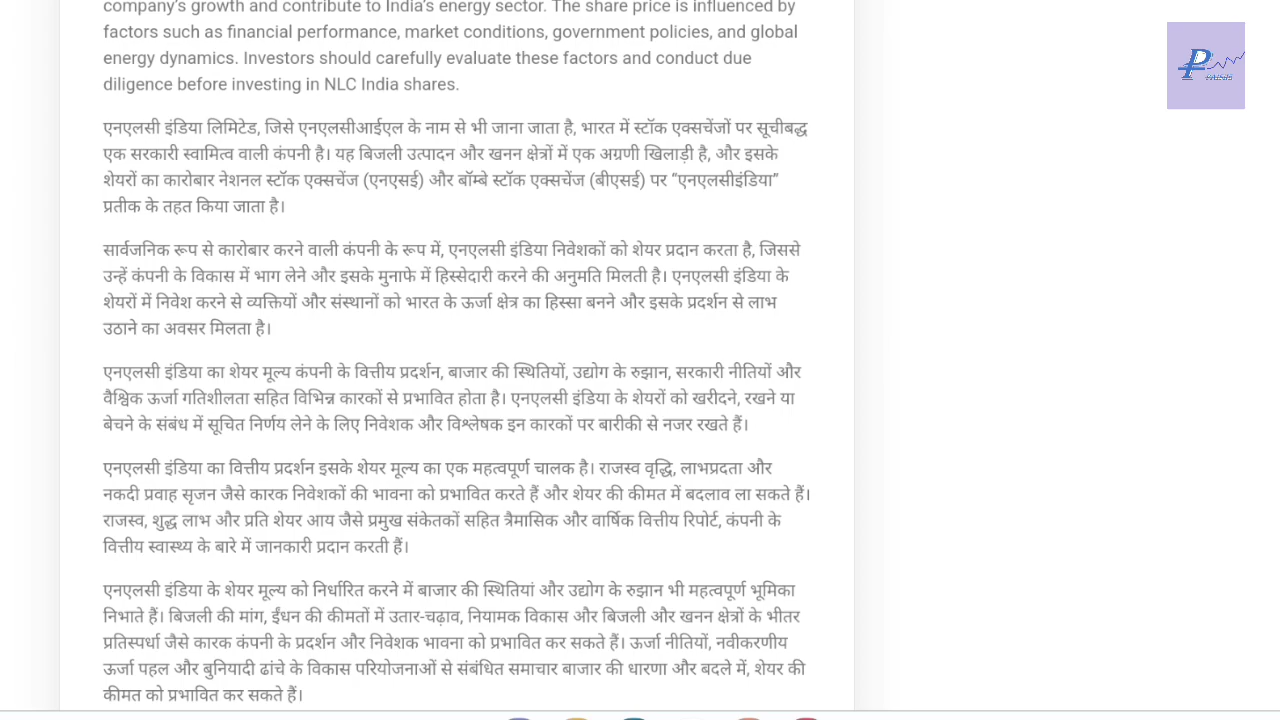 company's growth and contribute to India's energy sector. The share price is influenced by
factors such as financial performance, market conditions, government policies, and global
energy dynamics. Investors should carefully evaluate these factors and conduct due
diligence before investing in NLC India shares.
एनएलसी इंडिया लिमिटेड, जिसे एनएलसीआईएल के नाम से भी जाना जाता है, भारत में स्टॉक एक्सचेंजों पर सूचीबद्ध
एक सरकारी स्वामित्व वाली कंपनी है। यह बिजली उत्पादन और खनन क्षेत्रों में एक अग्रणी खिलाड़ी है, और इसके
शेयरों का कारोबार नेशनल स्टॉक एक्सचेंज (एनएसई) और बॉम्बे स्टॉक एक्सचेंज (बीएसई) पर “एनएलसीइंडिया”
प्रतीक के तहत किया जाता है।
सार्वजनिक रूप से कारोबार करने वाली कंपनी के रूप में, एनएलसी इंडिया निवेशकों को शेयर प्रदान करता है, जिससे
उन्हें कंपनी के विकास में भाग लेने और इसके मुनाफे में हिस्सेदारी करने की अनुमति मिलती है। एनएलसी इंडिया के
शेयरों में निवेश करने से व्यक्तियों और संस्थानों को भारत के ऊर्जा क्षेत्र का हिस्सा बनने और इसके प्रदर्शन से लाभ
उठाने का अवसर मिलता है।
एनएलसी इंडिया का शेयर मूल्य कंपनी के वित्तीय प्रदर्शन, बाजार की स्थितियों, उद्योग के रुझान, सरकारी नीतियों और
वैश्विक ऊर्जा गतिशीलता सहित विभिन्न कारकों से प्रभावित होता है। एनएलसी इंडिया के शेयरों को खरीदने, रखने या
बेचने के संबंध में सूचित निर्णय लेने के लिए निवेशक और विश्लेषक इन कारकों पर बारीकी से नजर रखते हैं।
एनएलसी इंडिया का वित्तीय प्रदर्शन इसके शेयर मूल्य का एक महत्वपूर्ण चालक है। राजस्व वृद्धि, लाभप्रदता और
नकदी प्रवाह सृजन जैसे कारक निवेशकों की भावना को प्रभावित करते हैं और शेयर की कीमत में बदलाव ला सकते हैं।
राजस्व, शुद्ध लाभ और प्रति शेयर आय जैसे प्रमुख संकेतकों सहित त्रैमासिक और वार्षिक वित्तीय रिपोर्ट, कंपनी के
वित्तीय स्वास्थ्य के बारे में जानकारी प्रदान करती हैं।
एनएलसी इंडिया के शेयर मूल्य को निर्धारित करने में बाजार की स्थितियां और उद्योग के रुझान भी महत्वपूर्ण भूमिका
निभाते हैं। बिजली की मांग, ईंधन की कीमतों में उतार-चढ़ाव, नियामक विकास और बिजली और खनन क्षेत्रों के भीतर
प्रतिस्पर्धा जैसे कारक कंपनी के प्रदर्शन और निवेशक भावना को प्रभावित कर सकते हैं। ऊर्जा नीतियों, नवीकरणीय
ऊर्जा पहल और बुनियादी ढांचे के विकास परियोजनाओं से संबंधित समाचार बाजार की धारणा और बदले में, शेयर की
कीमत को प्रभावित कर सकते हैं।